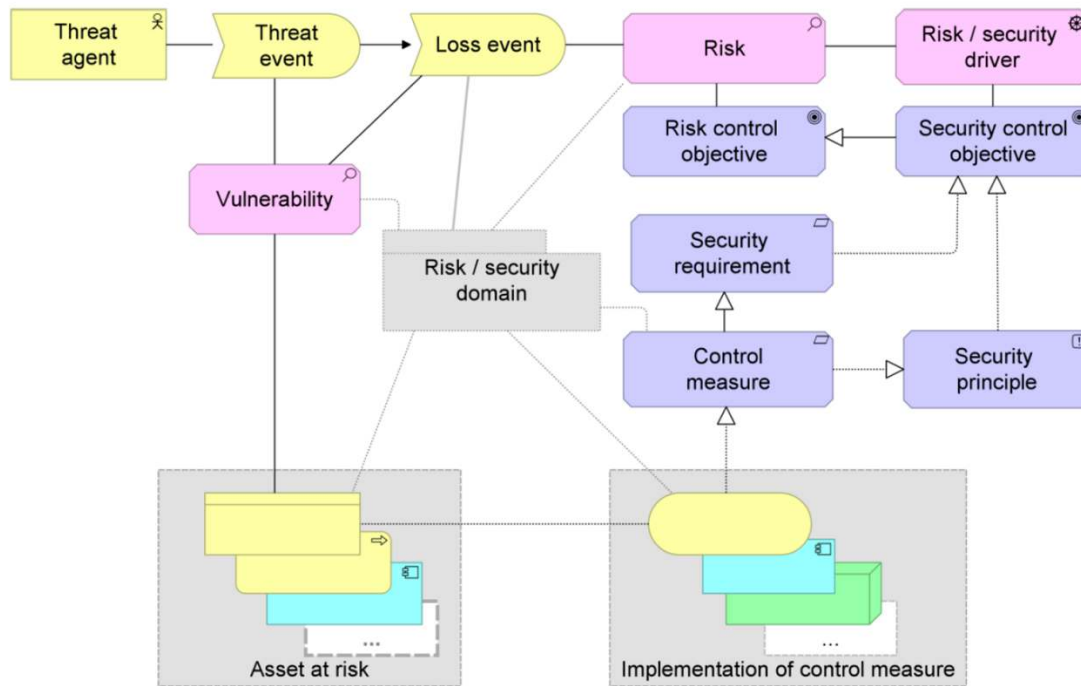 Threat
agent
Threat
event
Loss event
Risk
Risk / security
driver
Risk control
objective
Security control
objective
Vulnerability
Risk / security
domain
Security
requirement
Control
measure
Security
principle
...
Asset at risk
...
Implementation of control measure